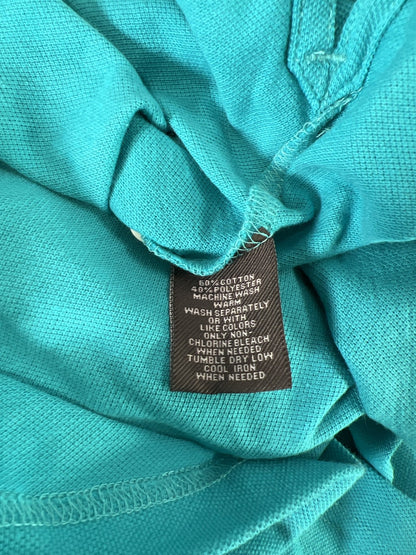 60% COTTON
40% POLYESTER
MACHINE WASH
WARM
WASH SEPARATELY
OR WITH
LIKE COLORS
ONLY NON-
CHLORINE BLEACH
WHEN NEEDED
TUMBLE DRY LOW
COOL IRON
WHEN NEEDED